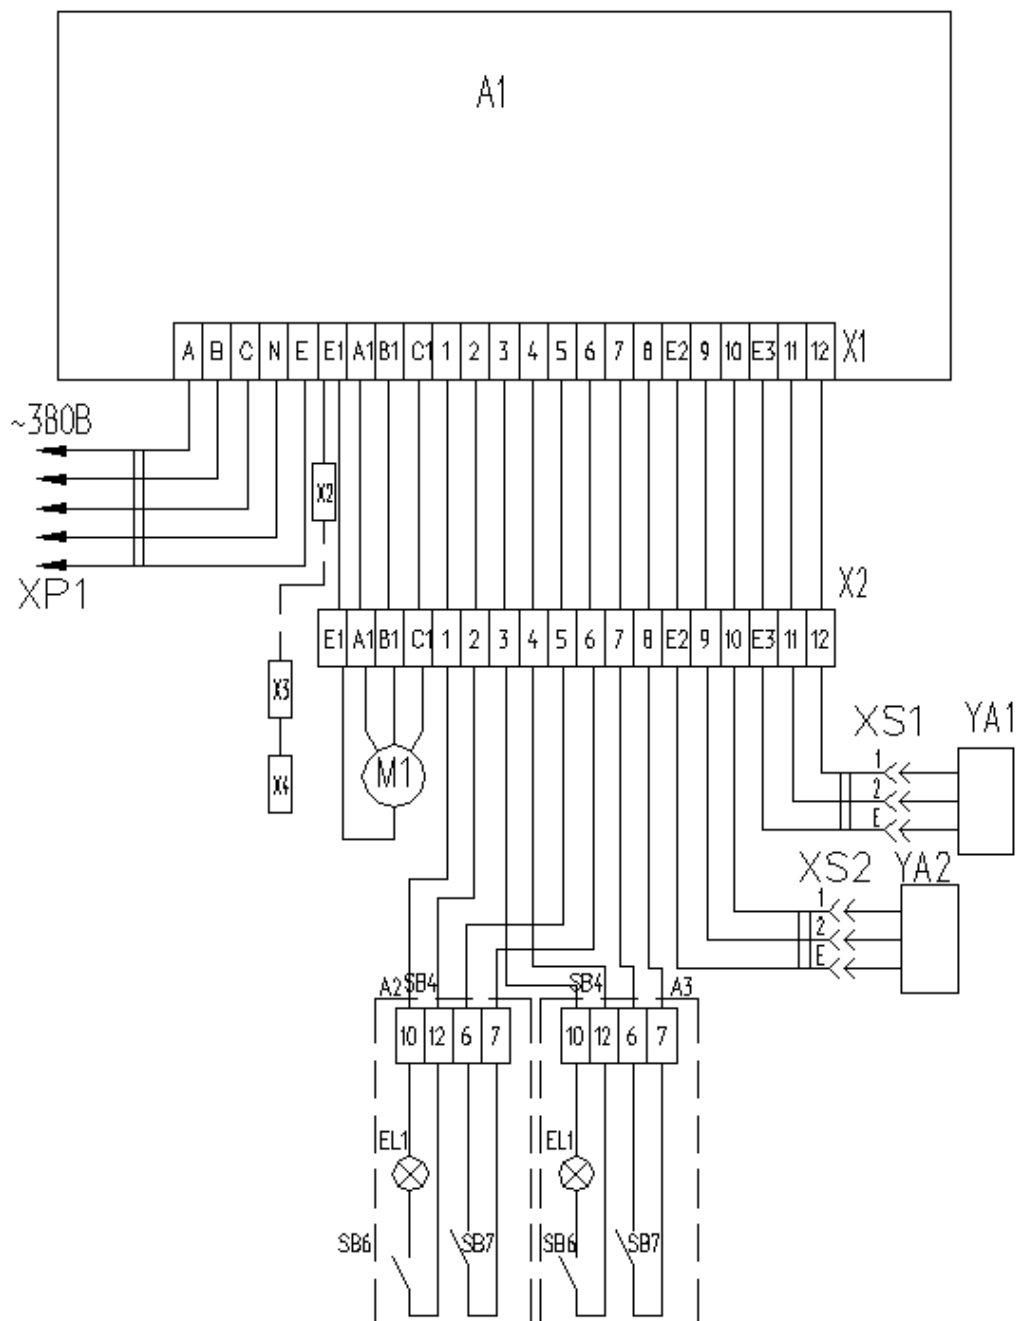 A1
A B C N E E1 A1 B1 C1 1 2 3 4 5 6 7 8 E2 9 10 E3 11 12 X1
~380В
X2
XP1
X2
E1 A1 B1 C1 1 2 3 4 5 6 7 8 E2 9 10 E3 11 12
X3
X4
M1
XS1 YA1
1
2
E
XS2 YA2
1
2
E
A2 SB4 SB4 A3
10 12 6 7 10 12 6 7
EL1 EL1
SB6 SB7 SB6 SB7